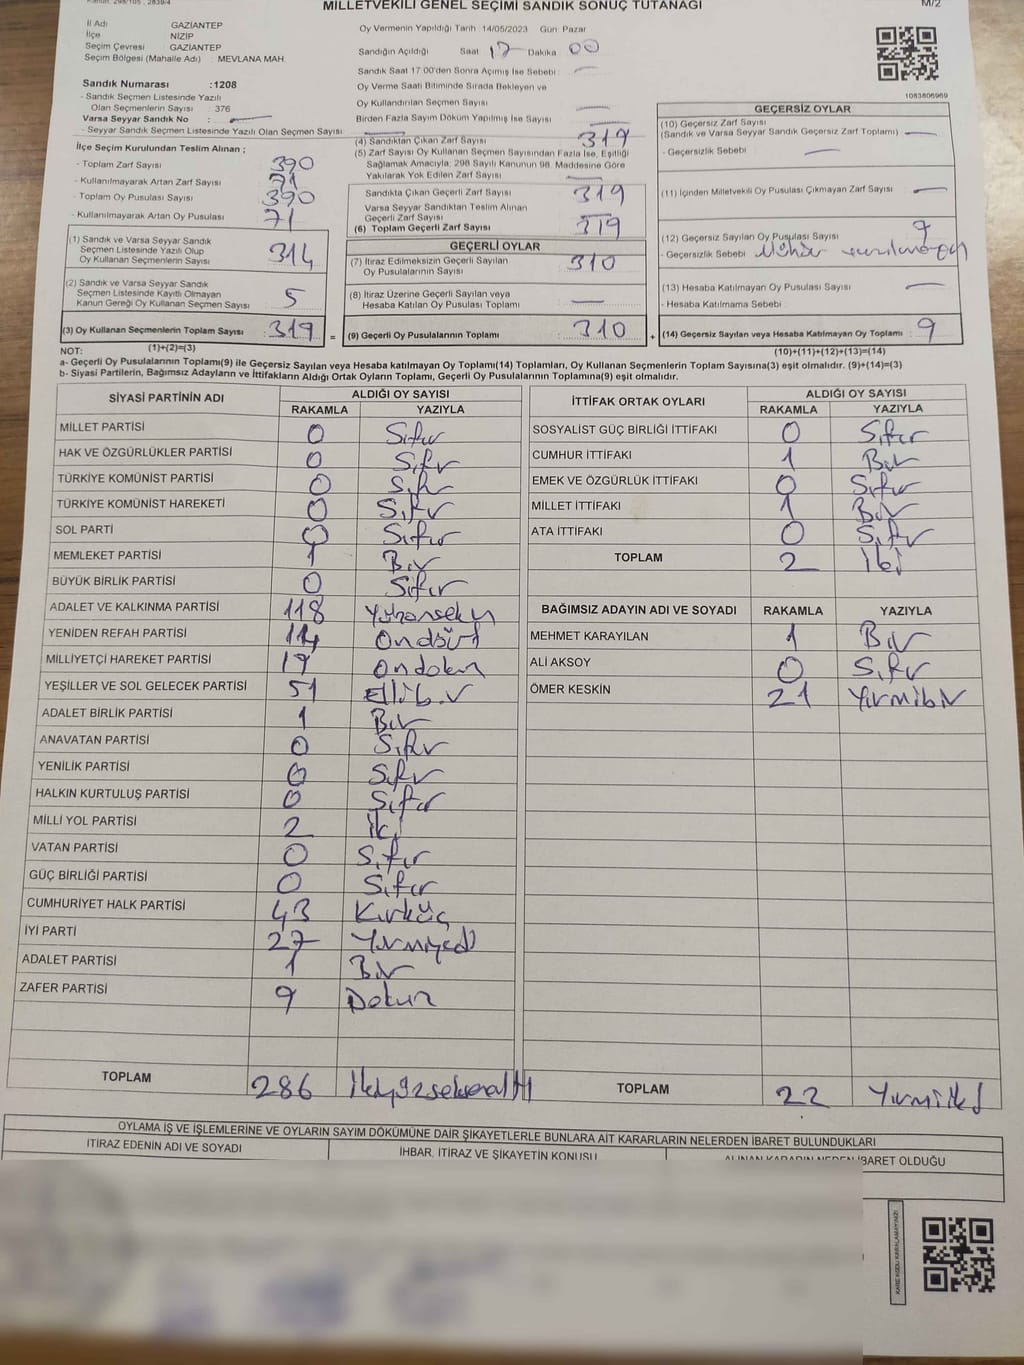 MİLLETVEKİLİ GENEL SEÇİMİ SANDIK SONUÇ TUTANAĞI
M/2
İl Adı GAZİANTEP
İlçe NİZİP
Seçim Çevresi GAZİANTEP
Seçim Bölgesi (Mahalle Adı) : MEVLANA MAH.
Oy Vermenin Yapıldığı Tarih 14/05/2023 Gün Pazar
Sandığın Açıldığı Saat 17 Dakika 00
Sandık Saat 17:00'den Sonra Açılmış İse Sebebi : —
Oy Verme Saati Bitiminde Sırada Bekleyen ve
Oy Kullandırılan Seçmen Sayısı —
Birden Fazla Sayım Döküm Yapılmış İse Sayısı : —
1083806969
Sandık Numarası :1208
- Sandık Seçmen Listesinde Yazılı
Olan Seçmenlerin Sayısı : 376
Varsa Seyyar Sandık No : —
- Seyyar Sandık Seçmen Listesinde Yazılı Olan Seçmen Sayısı : —
İlçe Seçim Kurulundan Teslim Alınan ;
- Toplam Zarf Sayısı : 390
- Kullanılmayarak Artan Zarf Sayısı : 71
- Toplam Oy Pusulası Sayısı : 390
- Kullanılmayarak Artan Oy Pusulası : 71
(1) Sandık ve Varsa Seyyar Sandık
Seçmen Listesinde Yazılı Olup
Oy Kullanan Seçmenlerin Sayısı : 314
(2) Sandık ve Varsa Seyyar Sandık
Seçmen Listesinde Kayıtlı Olmayan
Kanun Gereği Oy Kullanan Seçmen Sayısı : 5
(3) Oy Kullanan Seçmenlerin Toplam Sayısı : 319
(1)+(2)=(3)
(4) Sandıktan Çıkan Zarf Sayısı : 319
(5) Zarf Sayısı Oy Kullanan Seçmen Sayısından Fazla İse, Eşitliği
Sağlamak Amacıyla, 298 Sayılı Kanunun 98. Maddesine Göre
Yakılarak Yok Edilen Zarf Sayısı : —
Sandıkta Çıkan Geçerli Zarf Sayısı : 319
Varsa Seyyar Sandıktan Teslim Alınan
Geçerli Zarf Sayısı : —
(6) Toplam Geçerli Zarf Sayısı : 319
GEÇERLİ OYLAR
(7) İtiraz Edilmeksizin Geçerli Sayılan
Oy Pusulalarının Sayısı : 310
(8) İtiraz Üzerine Geçerli Sayılan veya
Hesaba Katılan Oy Pusulası Toplamı : —
= (9) Geçerli Oy Pusulalarının Toplamı : 310
GEÇERSİZ OYLAR
(10) Geçersiz Zarf Sayısı
(Sandık ve Varsa Seyyar Sandık Geçersiz Zarf Toplamı) : —
- Geçersizlik Sebebi : —
(11) İçinden Milletvekili Oy Pusulası Çıkmayan Zarf Sayısı : —
(12) Geçersiz Sayılan Oy Pusulası Sayısı : 9
- Geçersizlik Sebebi : Mühür
(13) Hesaba Katılmayan Oy Pusulası Sayısı :
- Hesaba Katılmama Sebebi :
+ (14) Geçersiz Sayılan veya Hesaba Katılmayan Oy Toplamı : 9
(10)+(11)+(12)+(13)=(14)
NOT:
a- Geçerli Oy Pusulalarının Toplamı(9) ile Geçersiz Sayılan veya Hesaba katılmayan Oy Toplamı(14) Toplamları, Oy Kullanan Seçmenlerin Toplam Sayısına(3) eşit olmalıdır. (9)+(14)=(3)
b- Siyasi Partilerin, Bağımsız Adayların ve İttifakların Aldığı Ortak Oyların Toplamı, Geçerli Oy Pusulalarının Toplamına(9) eşit olmalıdır.
SİYASİ PARTİNİN ADI ALDIĞI OY SAYISI
RAKAMLA YAZIYLA
MİLLET PARTİSİ 0 Sıfır
HAK VE ÖZGÜRLÜKLER PARTİSİ 0 Sıfır
TÜRKİYE KOMÜNİST PARTİSİ 0 Sıfır
TÜRKİYE KOMÜNİST HAREKETİ 0 Sıfır
SOL PARTİ 0 Sıfır
MEMLEKET PARTİSİ 1 Bir
BÜYÜK BİRLİK PARTİSİ 0 Sıfır
ADALET VE KALKINMA PARTİSİ 118 Yüzonsekiz
YENİDEN REFAH PARTİSİ 14 Ondört
MİLLİYETÇİ HAREKET PARTİSİ 19 Ondokuz
YEŞİLLER VE SOL GELECEK PARTİSİ 51 Ellibir
ADALET BİRLİK PARTİSİ 1 Bir
ANAVATAN PARTİSİ 0 Sıfır
YENİLİK PARTİSİ 0 Sıfır
HALKIN KURTULUŞ PARTİSİ 0 Sıfır
MİLLİ YOL PARTİSİ 2 İki
VATAN PARTİSİ 0 Sıfır
GÜÇ BİRLİĞİ PARTİSİ 0 Sıfır
CUMHURİYET HALK PARTİSİ 43 Kırküç
İYİ PARTİ 27 Yirmiyedi
ADALET PARTİSİ 1 Bir
ZAFER PARTİSİ 9 Dokuz
TOPLAM 286 İkiyüzseksenaltı
İTTİFAK ORTAK OYLARI ALDIĞI OY SAYISI
RAKAMLA YAZIYLA
SOSYALİST GÜÇ BİRLİĞİ İTTİFAKI 0 Sıfır
CUMHUR İTTİFAKI 1 Bir
EMEK VE ÖZGÜRLÜK İTTİFAKI 0 Sıfır
MİLLET İTTİFAKI 1 Bir
ATA İTTİFAKI 0 Sıfır
TOPLAM 2 İki
BAĞIMSIZ ADAYIN ADI VE SOYADI RAKAMLA YAZIYLA
MEHMET KARAYILAN 1 Bir
ALİ AKSOY 0 Sıfır
ÖMER KESKİN 21 Yirmibir
TOPLAM 22 Yirmiiki
OYLAMA İŞ VE İŞLEMLERİNE VE OYLARIN SAYIM DÖKÜMÜNE DAİR ŞİKAYETLERLE BUNLARA AİT KARARLARIN NELERDEN İBARET BULUNDUKLARI
İTİRAZ EDENİN ADI VE SOYADI İHBAR, İTİRAZ VE ŞİKAYETİN KONUSU ALINAN KARARIN NEDEN İBARET OLDUĞU
KARE KODU KARALAMAYINIZ!